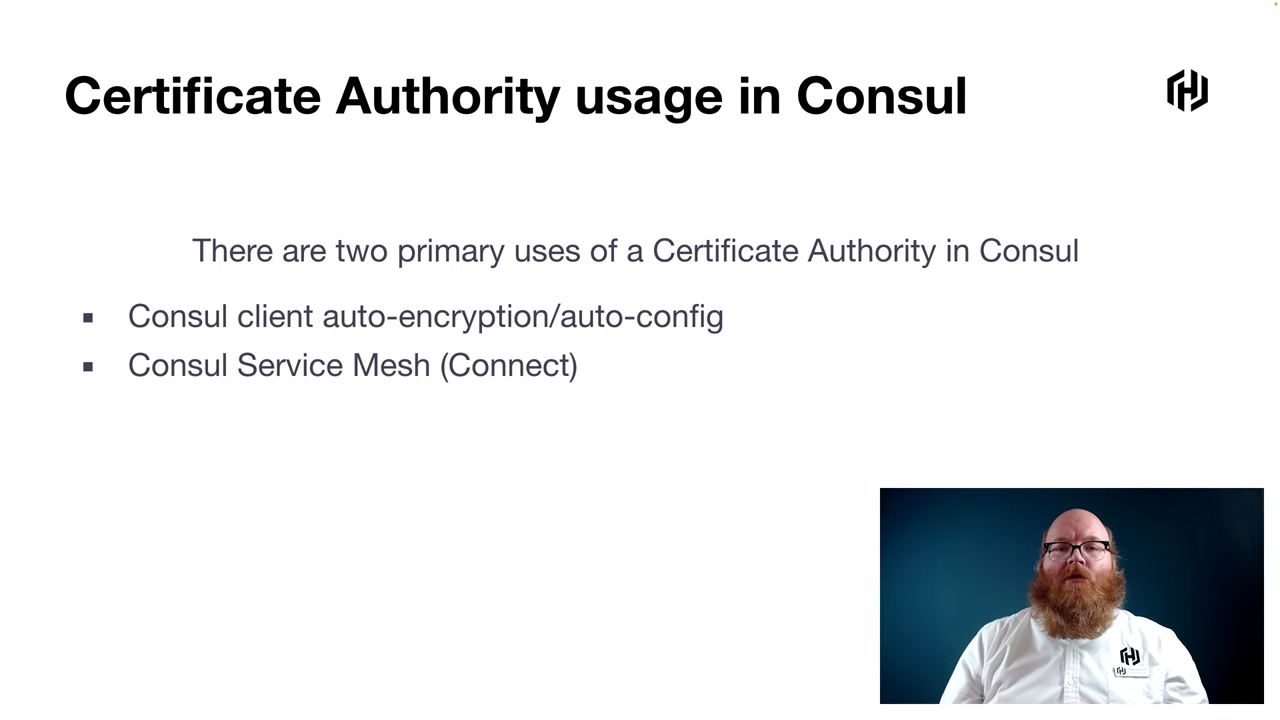 Certificate Authority usage in Consul
There are two primary uses of a Certificate Authority in Consul
▪ Consul client auto-encryption/auto-config
▪ Consul Service Mesh (Connect)